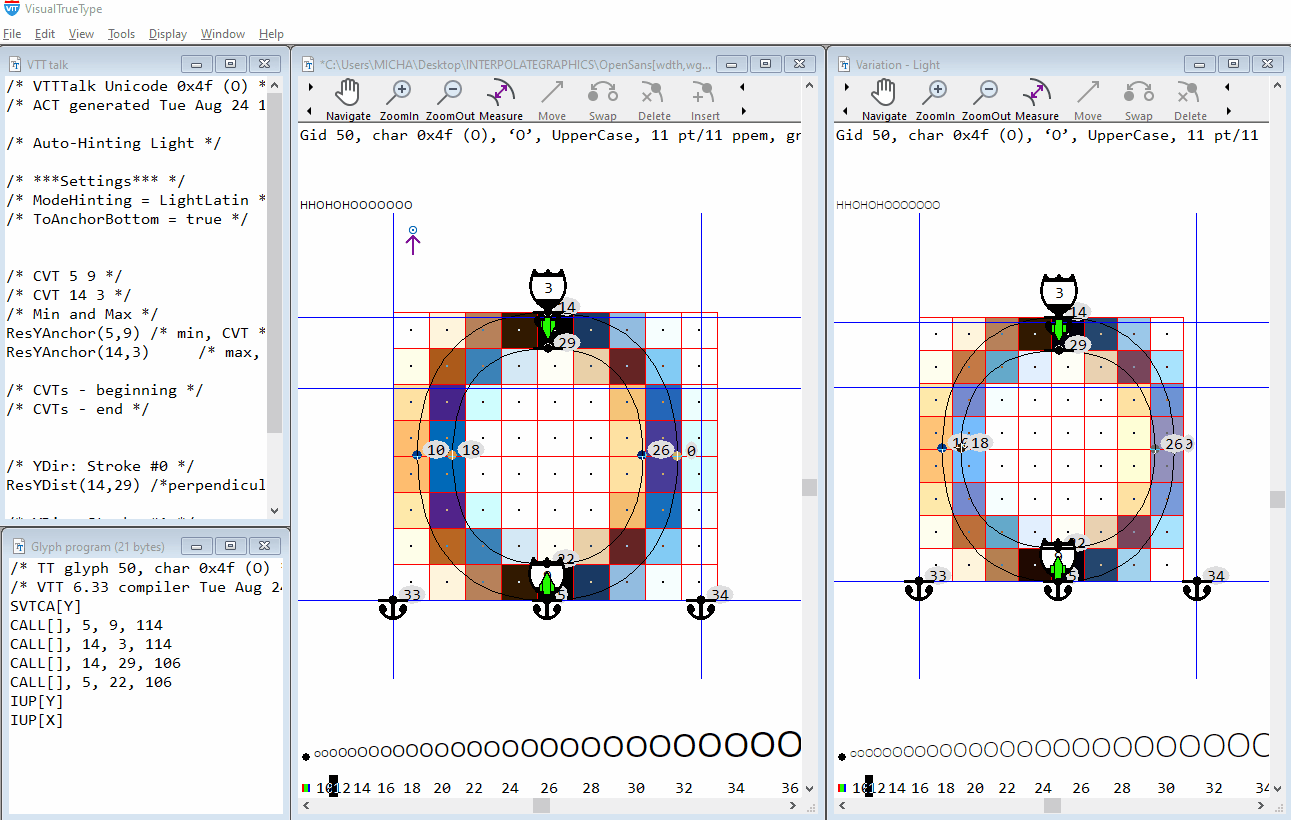 VisualTrueType
File Edit View Tools Display Window Help
VTT talk
/* VTTTalk Unicode 0x4f (O) *
/* ACT generated Tue Aug 24 1
/* Auto-Hinting Light */
/* ***Settings*** */
/* ModeHinting = LightLatin *
/* ToAnchorBottom = true */
/* CVT 5 9 */
/* CVT 14 3 */
/* Min and Max */
ResYAnchor(5,9) /* min, CVT *
ResYAnchor(14,3) /* max,
/* CVTs - beginning */
/* CVTs - end */
/* YDir: Stroke #0 */
ResYDist(14,29) /*perpendicul
Glyph program (21 bytes)
/* TT glyph 50, char 0x4f (O)
/* VTT 6.33 compiler Tue Aug 24
SVTCA[Y]
CALL[], 5, 9, 114
CALL[], 14, 3, 114
CALL[], 14, 29, 106
CALL[], 5, 22, 106
IUP[Y]
IUP[X]
*C:\Users\MICHA\Desktop\INTERPOLATEGRAPHICS\OpenSans[wdth,wg...
Navigate ZoomIn ZoomOut Measure Move Swap Delete Insert
Gid 50, char 0x4f (O), ‘O’, UpperCase, 11 pt/11 ppem, gr
HHOHOHOOOOOOO
3
14
29
10 18 26 0
22
9
5
33 34
oooOOOOOOOOOOOOOOOOOOOOOOOO
10 12 14 16 18 20 22 24 26 28 30 32 34 36
Variation - Light
Navigate ZoomIn ZoomOut Measure Move Swap Delete
Gid 50, char 0x4f (O), ‘O’, UpperCase, 11 pt/11
HHOHOHOOOOOOO
3
14
29
10 18 26 0
22
9
5
33 34
oooOOOOOOOOOOOOOOOOOOOOOO
10 12 14 16 18 20 22 24 26 28 30 32 34